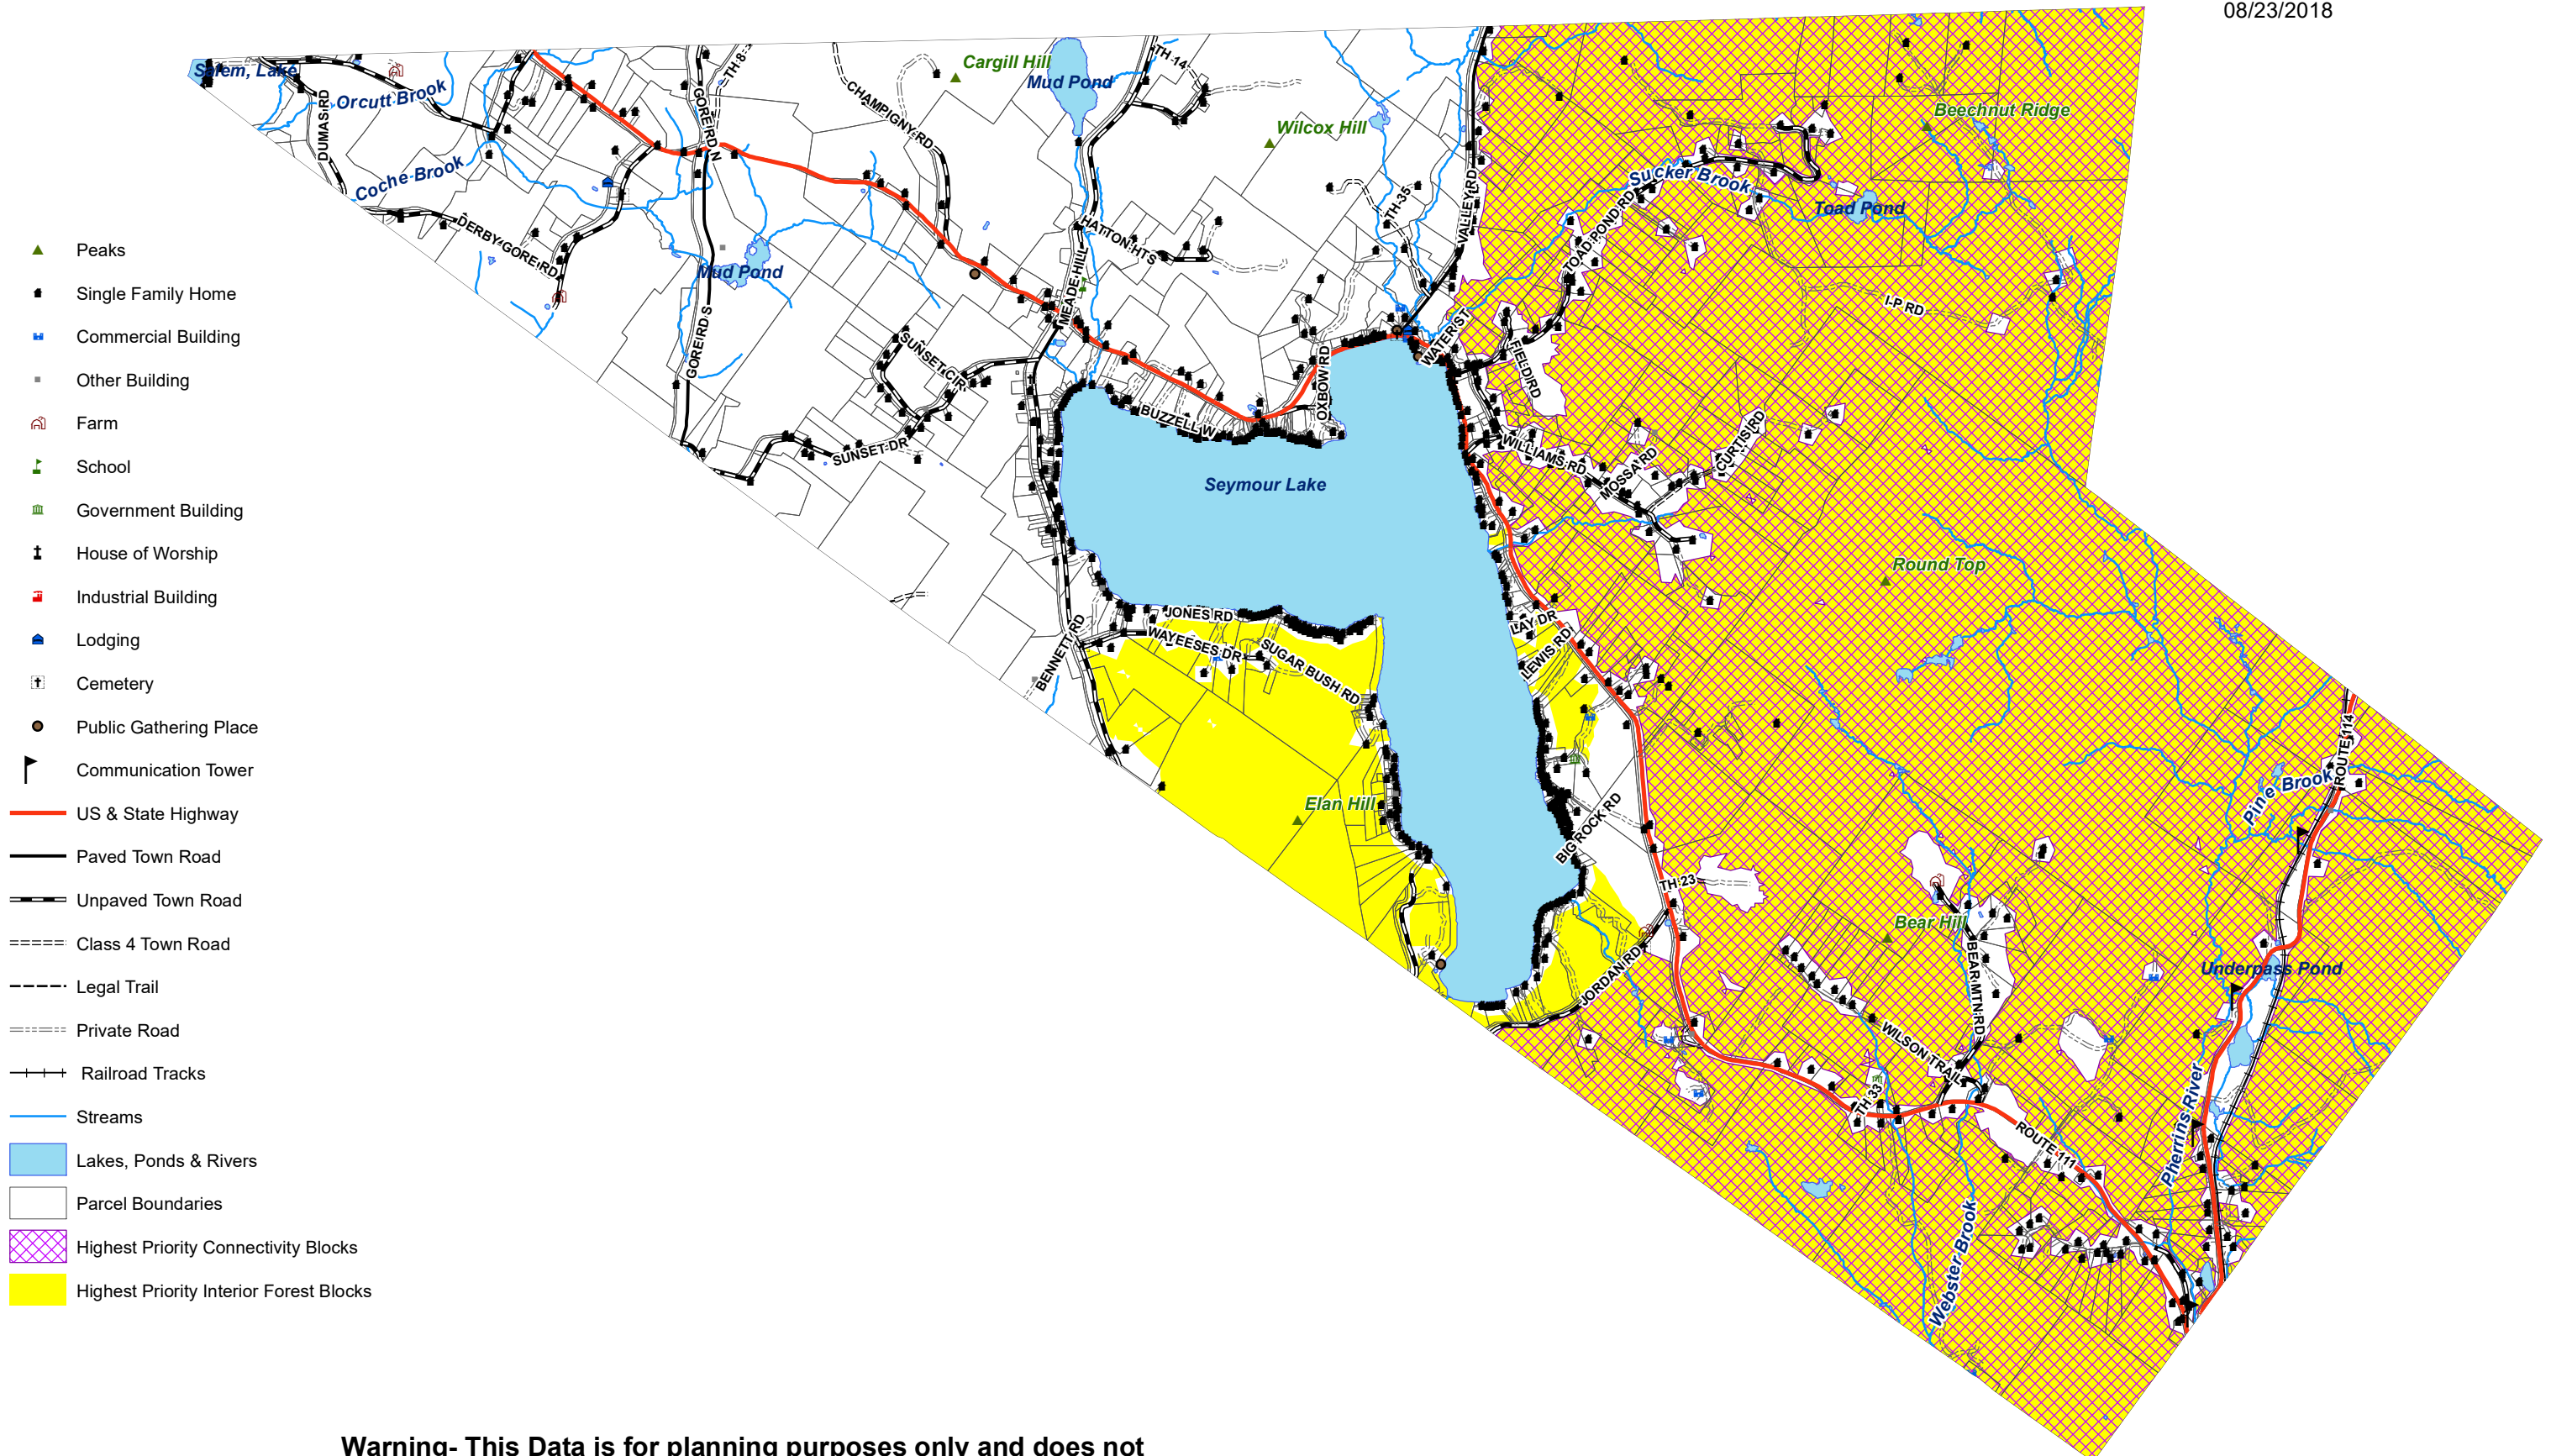 08/23/2018
Salem, Lake
Orcutt Brook
DUMAS RD
Coche Brook
DERBY GORE RD
GORE RD N
TH-8
CHAMPIGNY RD
Cargill Hill
Mud Pond
TH-14
Wilcox Hill
HATTON HTS
MEADE HILL
TH-35
VALLEY RD
Mud Pond
GORE RD S
SUNSET CIR
SUNSET DR
BUZZELL W
OXBOW RD
WATER ST
FIELD RD
TOAD POND RD
Sucker Brook
Beechnut Ridge
Toad Pond
I-P RD
WILLIAMS RD
MOSSA RD
CURTIS RD
Seymour Lake
Round Top
JONES RD
WAYEESES DR
SUGAR BUSH RD
BENNETT RD
LAY DR
LEWIS RD
Elan Hill
BIG ROCK RD
TH-23
JORDAN RD
Bear Hill
BEAR MTN RD
WILSON TRAIL
TH 33
ROUTE 111
ROUTE 114
Pine Brook
Underpass Pond
Pherrins River
Webster Brook
Peaks
Single Family Home
Commercial Building
Other Building
Farm
School
Government Building
House of Worship
Industrial Building
Lodging
Cemetery
Public Gathering Place
Communication Tower
US & State Highway
Paved Town Road
Unpaved Town Road
Class 4 Town Road
Legal Trail
Private Road
Railroad Tracks
Streams
Lakes, Ponds & Rivers
Parcel Boundaries
Highest Priority Connectivity Blocks
Highest Priority Interior Forest Blocks
Warning- This Data is for planning purposes only and does not